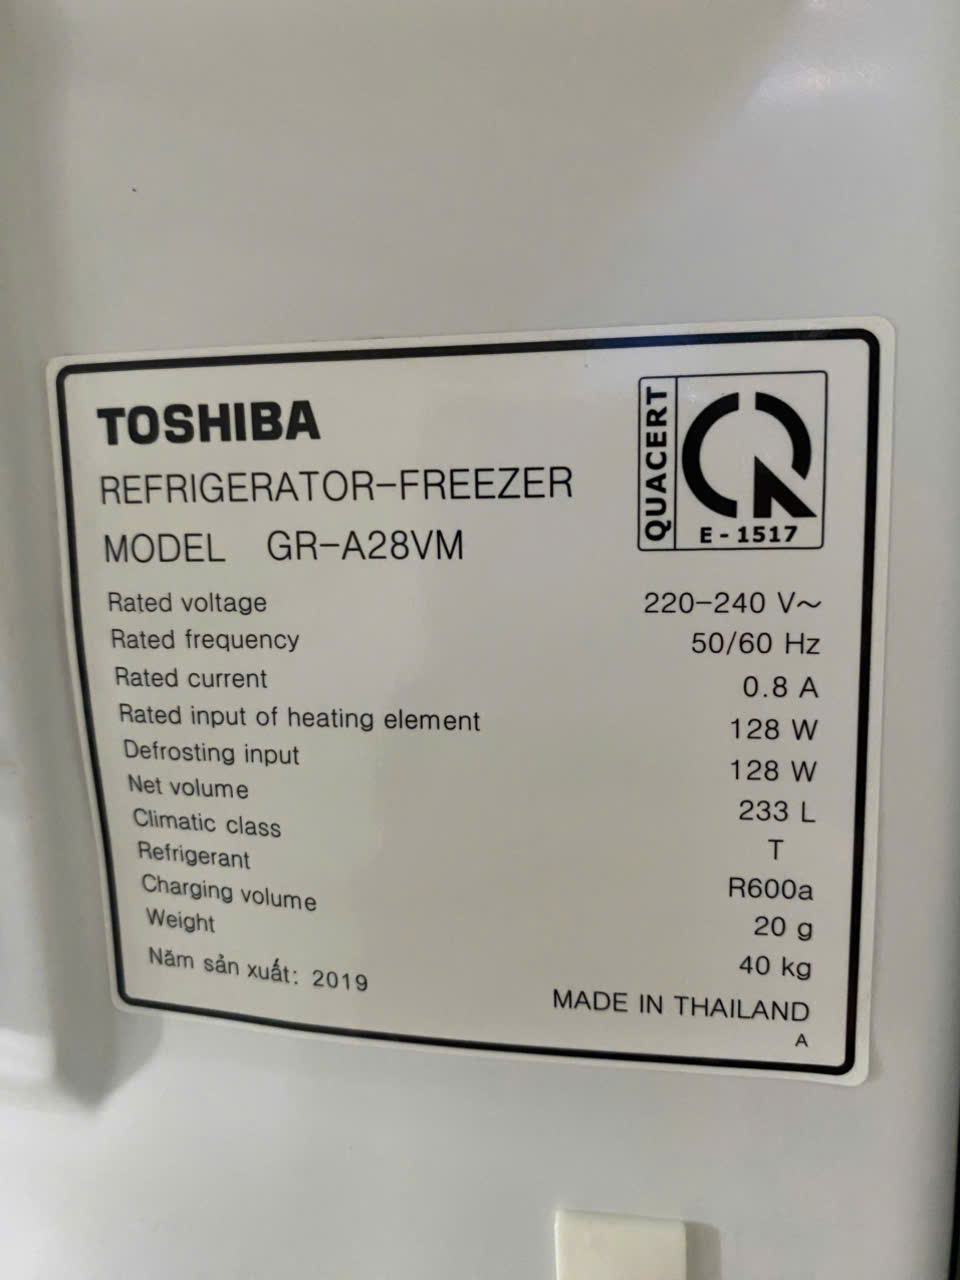 TOSHIBA
REFRIGERATOR-FREEZER
MODEL GR-A28VM
QUACERT
E - 1517
Rated voltage 220-240 V~
Rated frequency 50/60 Hz
Rated current 0.8 A
Rated input of heating element 128 W
Defrosting input 128 W
Net volume 233 L
Climatic class T
Refrigerant R600a
Charging volume 20 g
Weight 40 kg
Năm sản xuất: 2019
MADE IN THAILAND
A